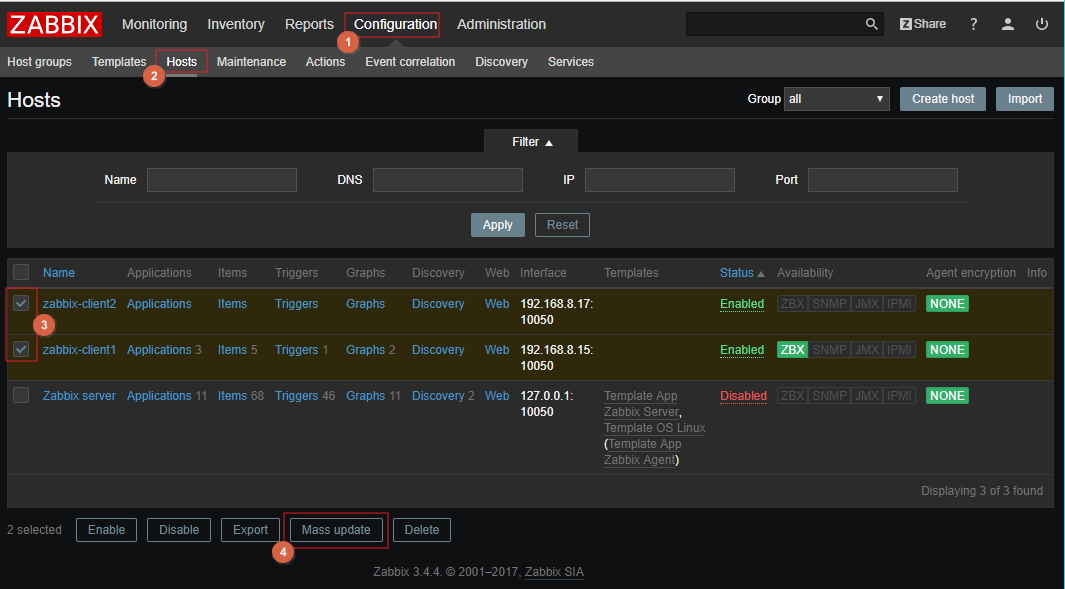 ZABBIX Monitoring Inventory Reports Configuration Administration Z Share ?
1
Host groups Templates Hosts Maintenance Actions Event correlation Discovery Services
2
Hosts Group all Create host Import
Filter
Name DNS IP Port
Apply Reset
Name Applications Items Triggers Graphs Discovery Web Interface Templates Status Availability Agent encryption Info
zabbix-client2 Applications Items Triggers Graphs Discovery Web 192.168.8.17: Enabled ZBX SNMP JMX IPMI NONE
10050
3
zabbix-client1 Applications 3 Items 5 Triggers 1 Graphs 2 Discovery Web 192.168.8.15: Enabled ZBX SNMP JMX IPMI NONE
10050
Zabbix server Applications 11 Items 68 Triggers 46 Graphs 11 Discovery 2 Web 127.0.0.1: Template App Disabled ZBX SNMP JMX IPMI NONE
10050 Zabbix Server,
Template OS Linux
(Template App
Zabbix Agent)
Displaying 3 of 3 found
2 selected Enable Disable Export Mass update Delete
4
Zabbix 3.4.4. © 2001–2017, Zabbix SIA